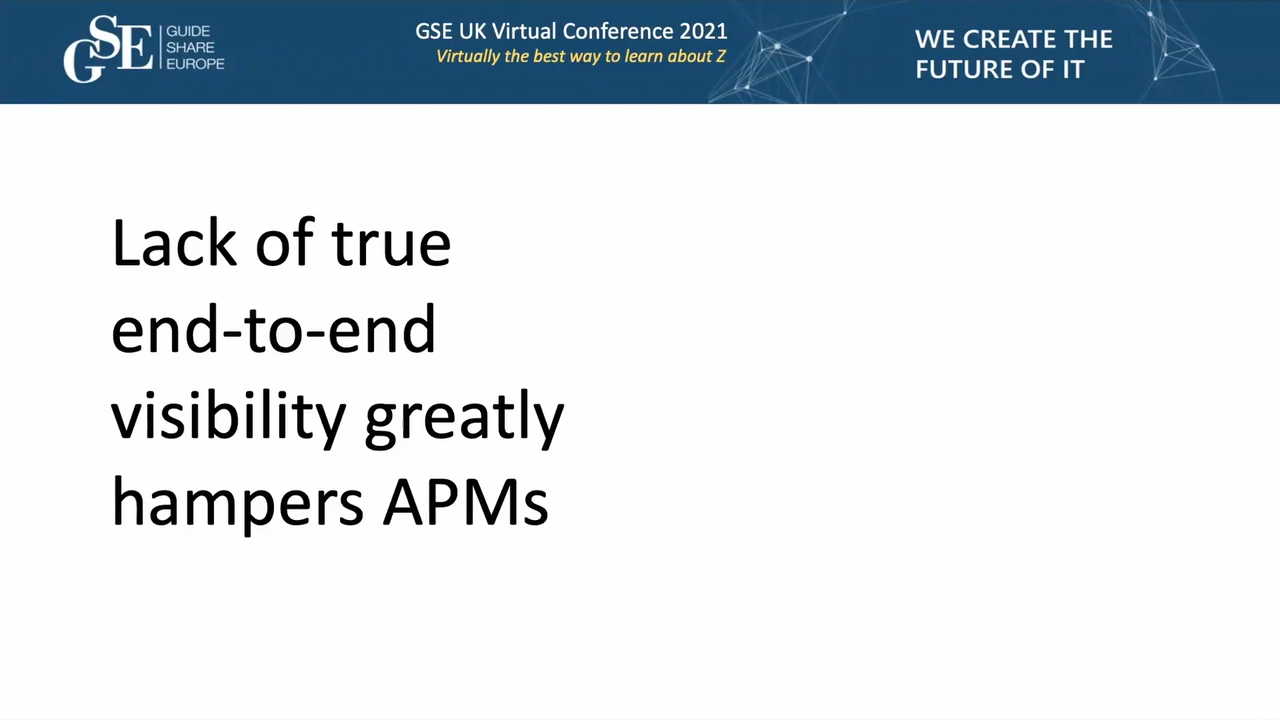 GSE
GUIDE
SHARE
EUROPE
GSE UK Virtual Conference 2021
Virtually the best way to learn about Z
WE CREATE THE
FUTURE OF IT
Lack of true
end-to-end
visibility greatly
hampers APMs